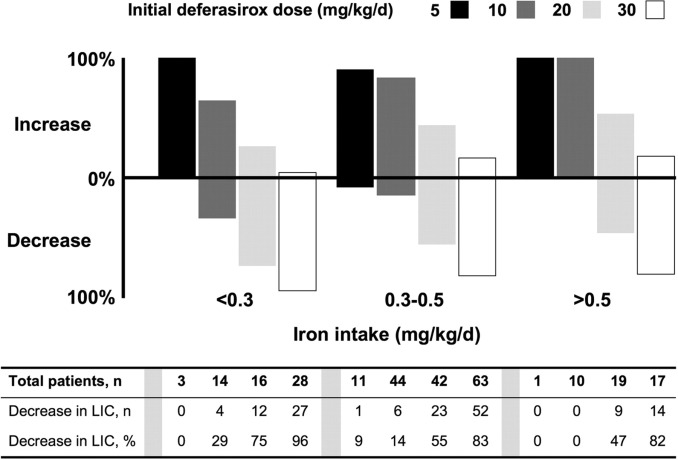 Initial deferasirox dose (mg/kg/d) 5 10 20 30
100%
Increase
0%
Decrease
100%
<0.3 0.3-0.5 >0.5
Iron intake (mg/kg/d)
Total patients, n 3 14 16 28 11 44 42 63 1 10 19 17
Decrease in LIC, n 0 4 12 27 1 6 23 52 0 0 9 14
Decrease in LIC, % 0 29 75 96 9 14 55 83 0 0 47 82